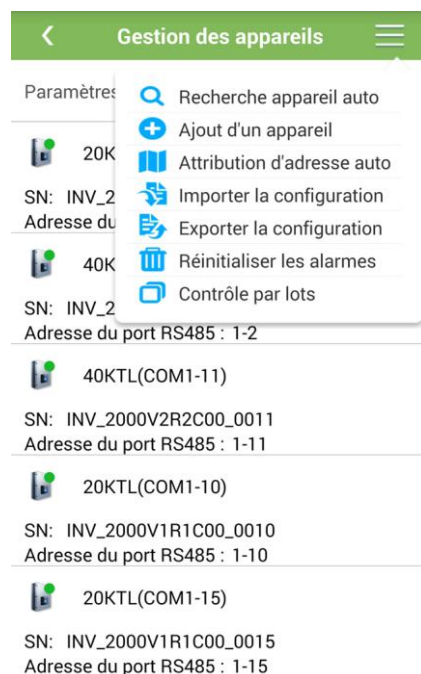 Gestion des appareils
Paramètres
Recherche appareil auto
Ajout d'un appareil
Attribution d'adresse auto
Importer la configuration
Exporter la configuration
Réinitialiser les alarmes
Contrôle par lots
20K
SN: INV_2
Adresse du
40K
SN: INV_2
Adresse du port RS485 : 1-2
40KTL(COM1-11)
SN: INV_2000V2R2C00_0011
Adresse du port RS485 : 1-11
20KTL(COM1-10)
SN: INV_2000V1R1C00_0010
Adresse du port RS485 : 1-10
20KTL(COM1-15)
SN: INV_2000V1R1C00_0015
Adresse du port RS485 : 1-15